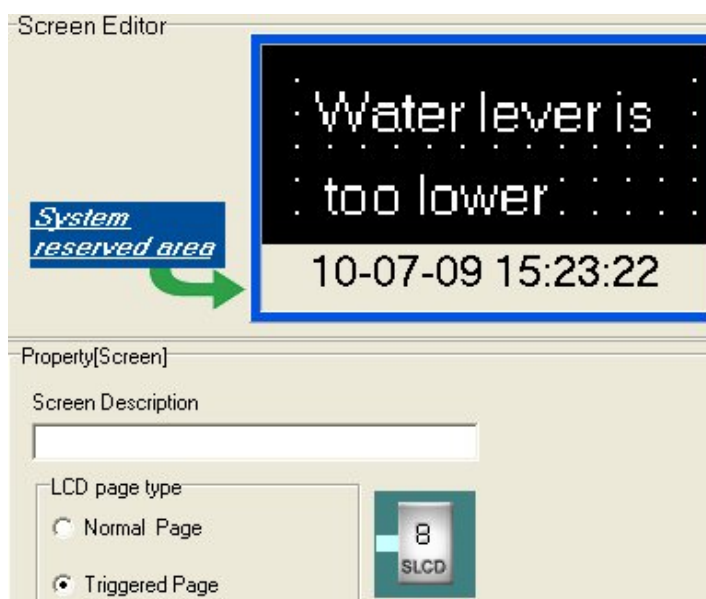 Screen Editor
Water lever is
too lower
System
reserved area
10-07-09 15:23:22
Property[Screen]
Screen Description
LCD page type
Normal Page
8
SLCD
Triggered Page